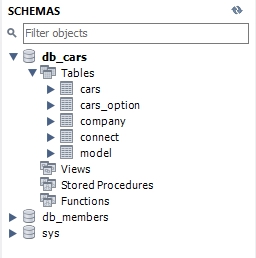 SCHEMAS
Filter objects
db_cars
Tables
cars
cars_option
company
connect
model
Views
Stored Procedures
Functions
db_members
sys